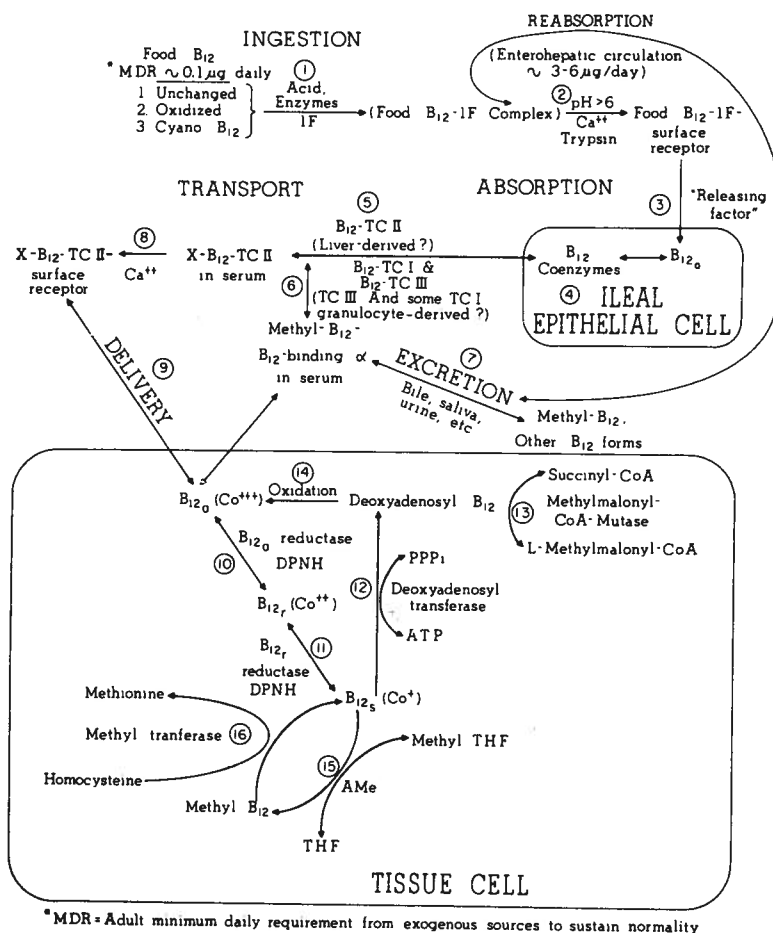 INGESTION
REABSORPTION
Food B12
*MDR ~ 0.1 µg daily
1 Unchanged
2. Oxidized
3 Cyano B12
①
Acid,
Enzymes
IF
(Food B12-IF Complex)
(Enterohepatic circulation
~ 3-6 µg/day)
②
pH >6
Ca++
Trypsin
Food B12-IF-
surface
receptor
TRANSPORT
ABSORPTION
③
"Releasing
factor"
X-B12-TC II-
surface
receptor
⑧
Ca++
X-B12-TC II
in serum
⑤
B12-TC II
(Liver-derived?)
B12-TC I &
B12-TC III
(TC III And some TC I
granulocyte-derived?)
⑥
B12
Coenzymes
B12a
④ ILEAL
EPITHELIAL CELL
Methyl-B12-
B12-binding α
in serum
⑦
EXCRETION
Bile, saliva,
urine, etc
Methyl-B12,
Other B12 forms
⑨
DELIVERY
B12a (Co+++)
⑭
Oxidation
Deoxyadenosyl B12
Succinyl-CoA
⑬
Methylmalonyl-
CoA-Mutase
L-Methylmalonyl-CoA
⑩
B12a reductase
DPNH
B12r (Co++)
⑫
PPPi
Deoxyadenosyl
transferase
ATP
⑪
B12r
reductase
DPNH
B12s (Co+)
Methionine
Methyl tranferase ⑯
Homocysteine
Methyl B12
⑮
AMe
Methyl THF
THF
TISSUE CELL
*MDR = Adult minimum daily requirement from exogenous sources to sustain normality